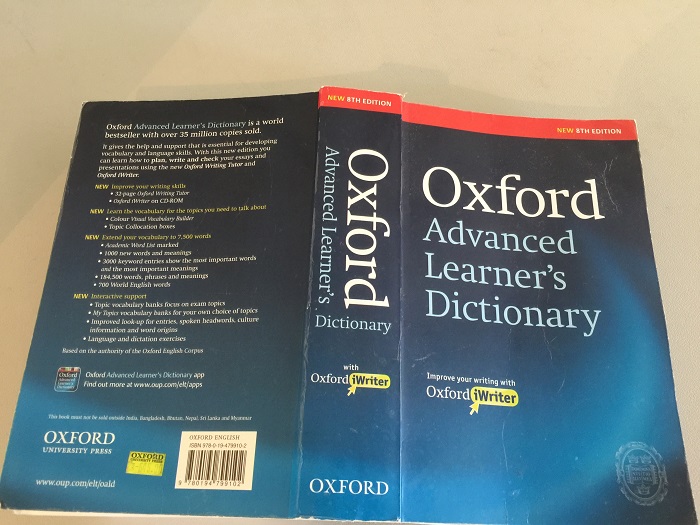 Oxford Advanced Learner's Dictionary is a world
bestseller with over 35 million copies sold.
It gives the help and support that is essential for developing
vocabulary and language skills. With this new edition you
can learn how to plan, write and check your essays and
presentations using the new Oxford Writing Tutor and
Oxford iWriter.
NEW Improve your writing skills
• 32-page Oxford Writing Tutor
• Oxford iWriter on CD-ROM
NEW Learn the vocabulary for the topics you need to talk about
• Colour Visual Vocabulary Builder
• Topic Collocation boxes
NEW Extend your vocabulary to 7,500 words
• Academic Word List marked
• 1000 new words and meanings
• 3000 keyword entries show the most important words
and the most important meanings
• 184,500 words, phrases and meanings
• 700 World English words
NEW Interactive support
• Topic vocabulary banks focus on exam topics
• My Topics vocabulary banks for your own choice of topics
• Improved look-up for entries, spoken headwords, culture
information and word origins
• Language and dictation exercises
Based on the authority of the Oxford English Corpus
Oxford Advanced Learner's Dictionary app
Find out more at www.oup.com/elt/apps
This book must not be sold outside India, Bangladesh, Bhutan, Nepal, Sri Lanka and Myanmar
OXFORD
UNIVERSITY PRESS
www.oup.com/elt/oald
OXFORD ENGLISH
ISBN 978-0-19-479910-2
9 780194 799102
NEW 8TH EDITION
Oxford
Advanced Learner's
Dictionary
with
Oxford iWriter
OXFORD
NEW 8TH EDITION
Oxford
Advanced
Learner's
Dictionary
Improve your writing with
Oxford iWriter